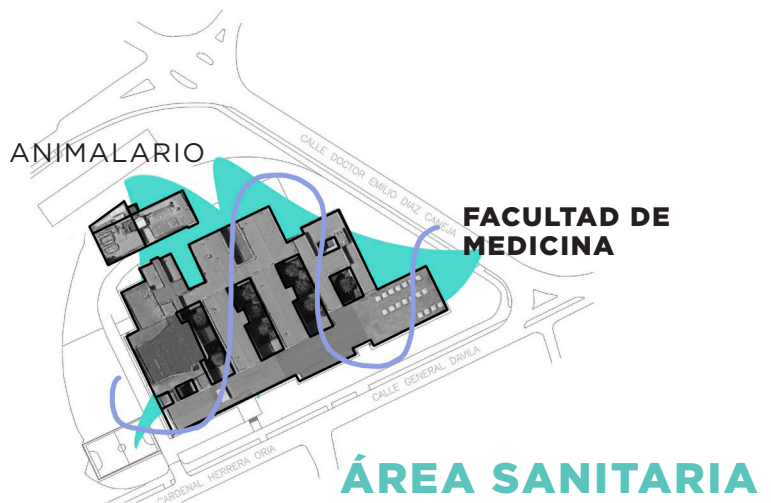 ANIMALARIO
CALLE DOCTOR EMILIO DIAZ CANEJA
FACULTAD DE
MEDICINA
CALLE GENERAL DAVILA
CARDENAL HERRERA ORIA
ÁREA SANITARIA